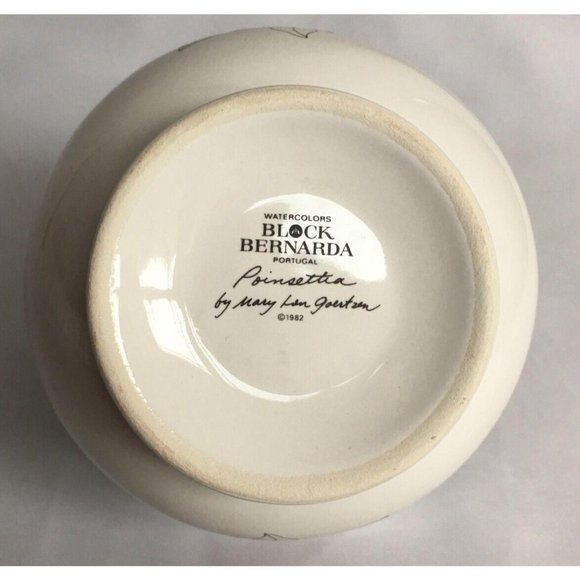 WATERCOLORS
BLOCK
BERNARDA
PORTUGAL
Poinsettia
by Mary Lou Goertzen
©1982